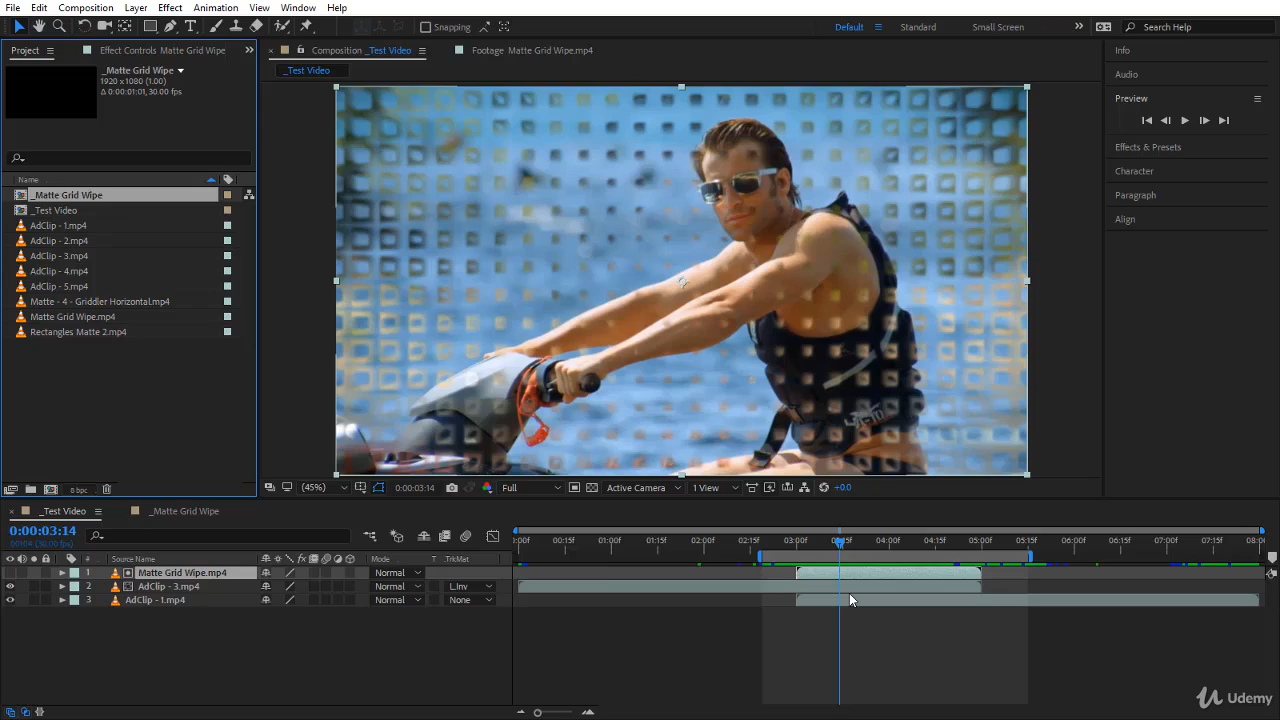 File Edit Composition Layer Effect Animation View Window Help
Snapping
Default Standard Small Screen Search Help
Project Effect Controls Matte Grid Wipe
Composition _Test Video Footage Matte Grid Wipe.mp4
_Test Video
_Matte Grid Wipe
1920 x 1080 (1.00)
Δ 0:00:01:01, 30.00 fps
Name
_Matte Grid Wipe
_Test Video
AdClip - 1.mp4
AdClip - 2.mp4
AdClip - 3.mp4
AdClip - 4.mp4
AdClip - 5.mp4
Matte - 4 - Griddler Horizontal.mp4
Matte Grid Wipe.mp4
Rectangles Matte 2.mp4
8 bpc
Info
Audio
Preview
Effects & Presets
Character
Paragraph
Align
(45%) 0:00:03:14 Full Active Camera 1 View +0.0
_Test Video _Matte Grid Wipe
0:00:03:14
00104 (30.00 fps)
:00f 00:15f 01:00f 01:15f 02:00f 02:15f 03:00f 04:00f 04:15f 05:00f 05:15f 06:00f 06:15f 07:00f 07:15f 08:00f
# Source Name Mode T TrkMat
1 Matte Grid Wipe.mp4 Normal
2 AdClip - 3.mp4 Normal L.Inv
3 AdClip - 1.mp4 Normal None
Udemy